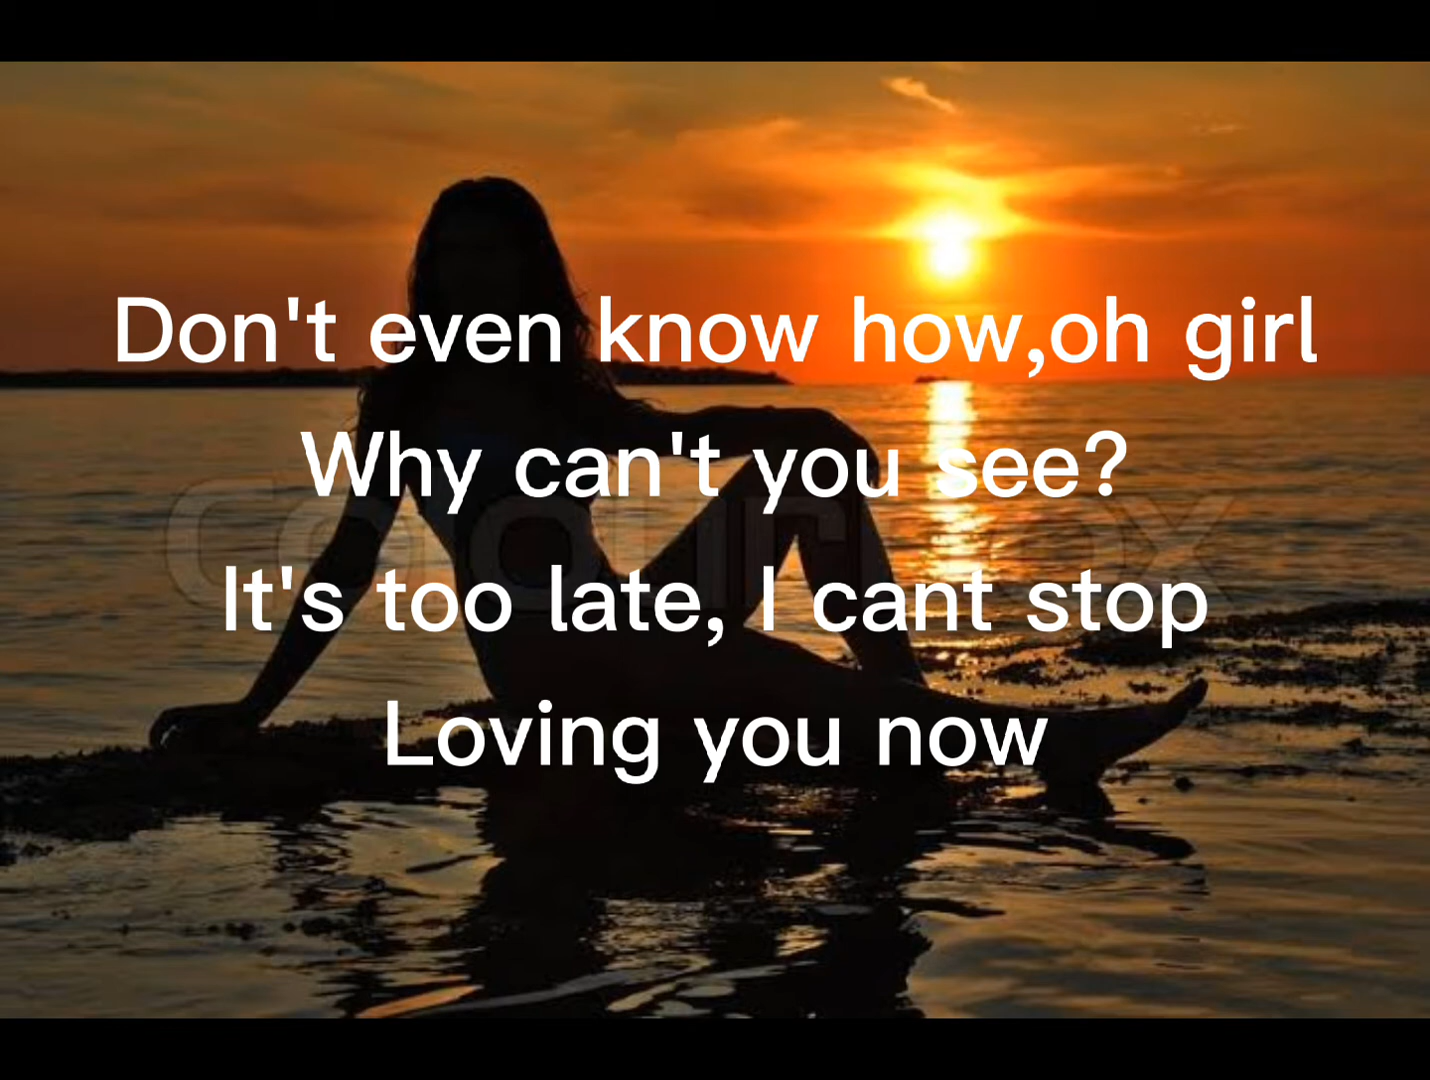 Don't even know how,oh girl
Why can't you see?
It's too late, I cant stop
Loving you now